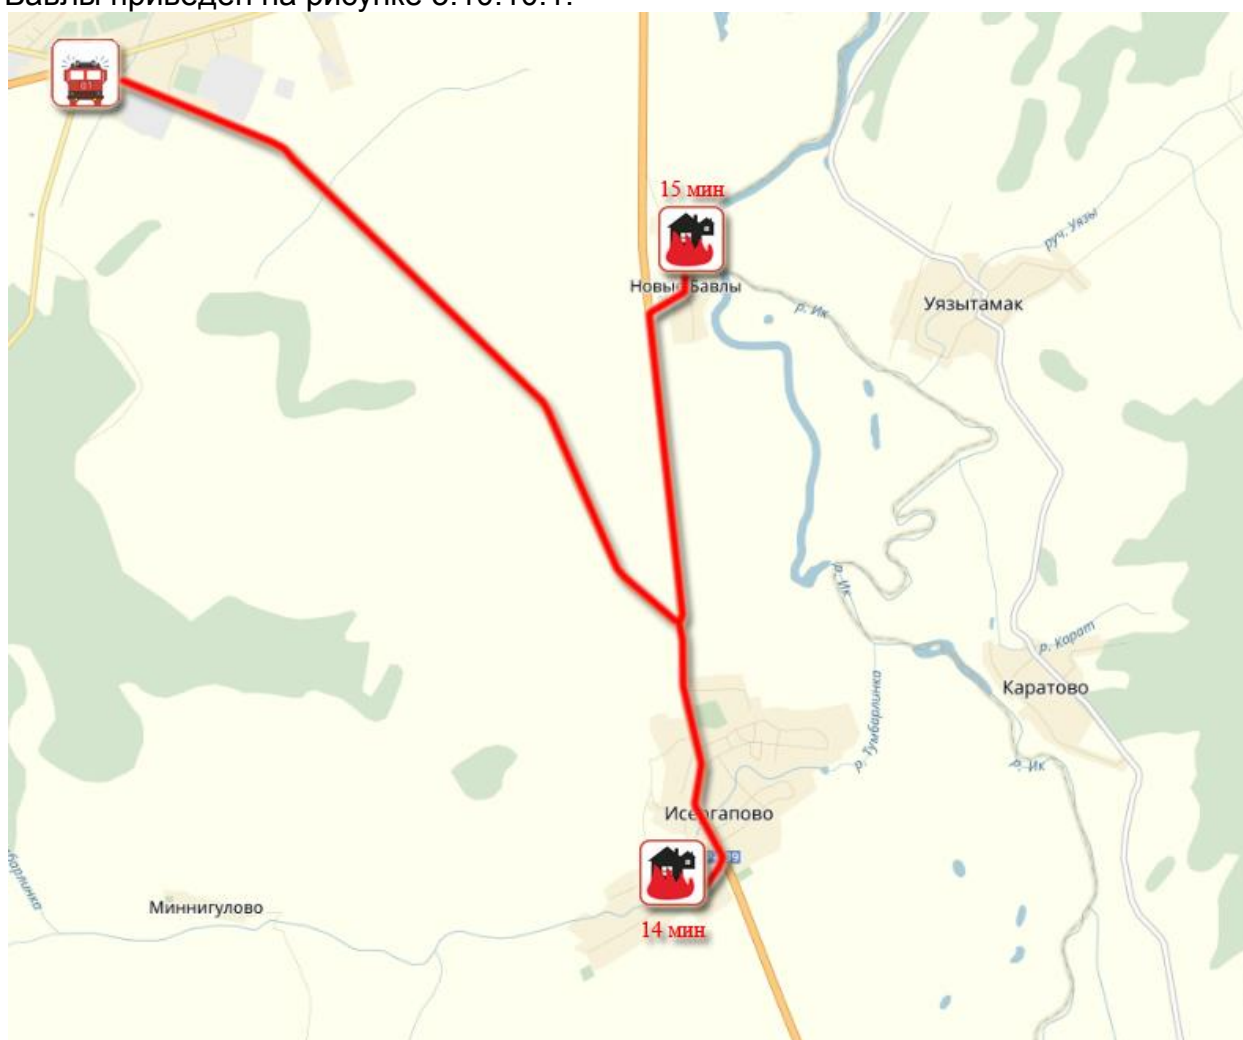 Бавлы приведен на рисунке 3.10.10.1.
15 мин
Новые Бавлы
руч. Уязы
р. Ик
Уязытамак
р. Ик
р. Карат
Каратово
р. Тумбарлинка
р. Ик
Исергапово
Миннигулово
14 мин